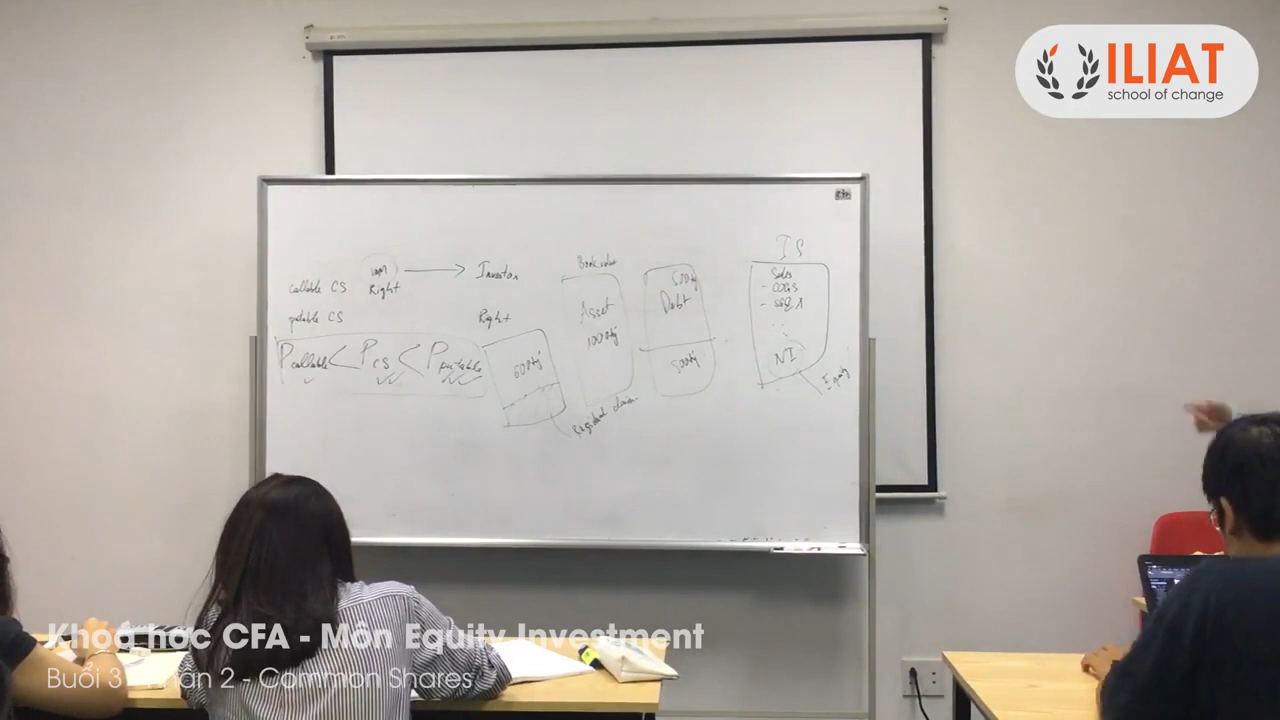 ILIAT
school of change
IS
callable CS
Right
Investor
putable CS
Right
P callable < P CS < P putable
600 tỷ
Residual claim
Book value
Asset
1000 tỷ
500 tỷ
Debt
500 tỷ
Sales
- COGS
- SG&A
NI
Equity
Khoá học CFA - Môn Equity Investment
Buổi 3 - Phần 2 - Common Shares